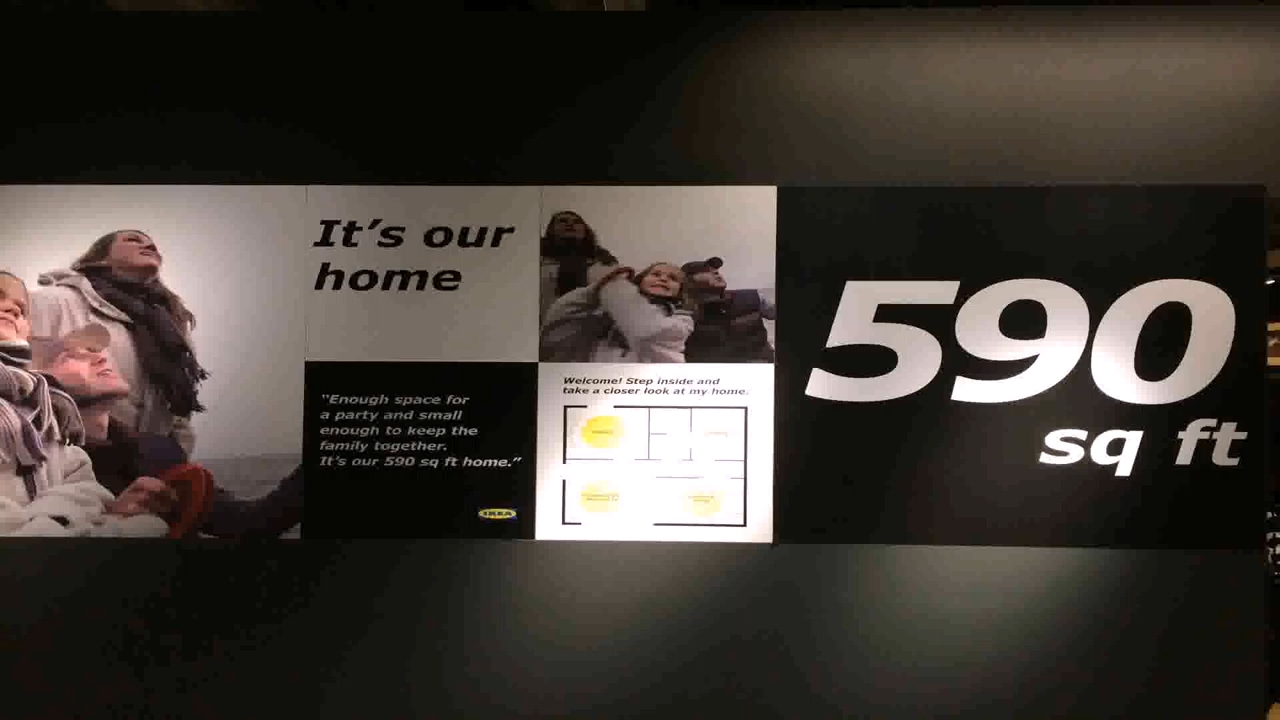 It's our
home
"Enough space for
a party and small
enough to keep the
family together.
It's our 590 sq ft home."
IKEA
Welcome! Step inside and
take a closer look at my home.
590
sq ft